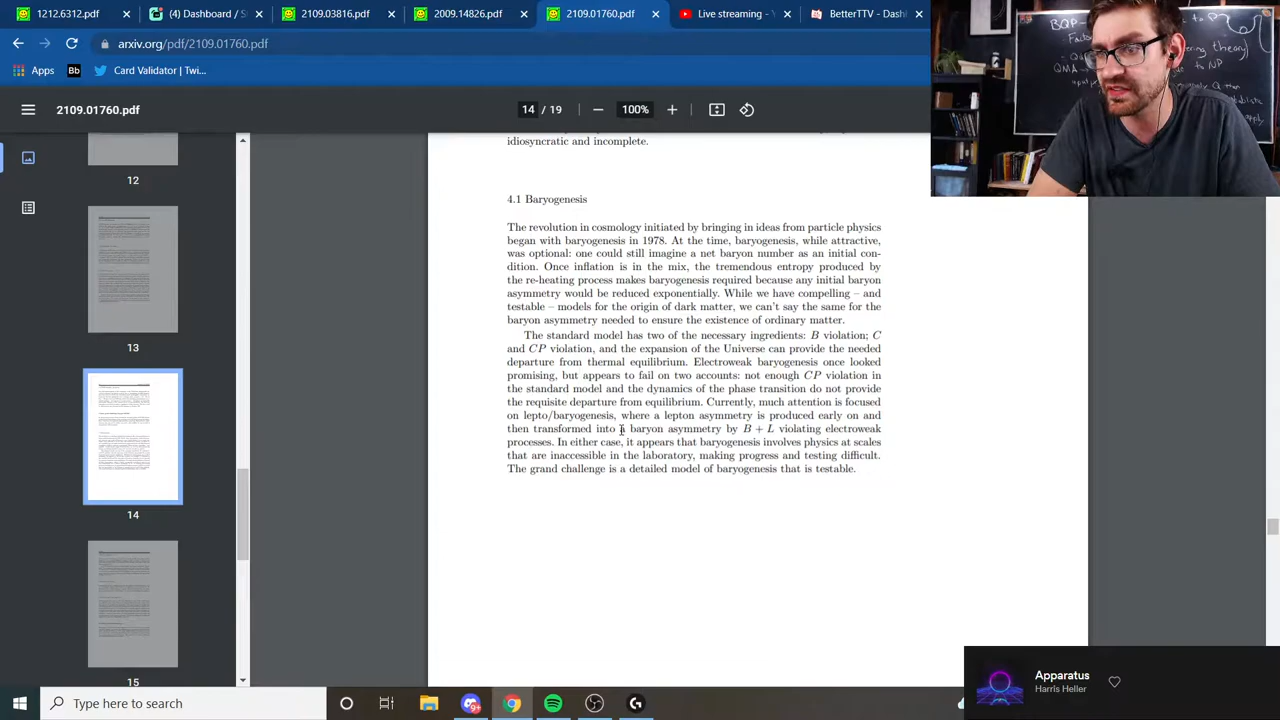 1212.6312.pdf
(4) Dashboard / S
2109.03816.pdf
2009.14826.pdf
2109.01760.pdf
Live streaming - Y
BetterTTV - Dash
arxiv.org/pdf/2109.01760.pdf
Apps
Bb
Card Validator | Twi...
2109.01760.pdf
14 / 19
100%
12
13
14
15
idiosyncratic and incomplete.
4.1 Baryogenesis
The revolution in cosmology initiated by bringing in ideas from particle physics
began with baryogenesis in 1978. At the time, baryogenesis, while attractive,
was optional: one could still imagine a net baryon number as an initial con-
dition. Once inflation is in the mix, the tremendous entropy produced by
the re-heating process makes baryogenesis required because any initial baryon
asymmetry would be reduced exponentially. While we have compelling – and
testable – models for the origin of dark matter, we can't say the same for the
baryon asymmetry needed to ensure the existence of ordinary matter.
The standard model has two of the necessary ingredients: B violation; C
and CP violation, and the expansion of the Universe can provide the needed
departure from thermal equilibrium. Electroweak baryogenesis once looked
promising, but appears to fail on two accounts: not enough CP violation in
the standard model and the dynamics of the phase transition do not provide
the requisite departure from equilibrium. Currently, much attention is focused
on lepto/baryogenesis, where a lepton asymmetry is produced early on and
then transformed into a baryon asymmetry by B + L violating electroweak
processes. In either case, it appears that baryogenesis involves physics at scales
that are inaccessible in the laboratory, making progress and testing difficult.
The grand challenge is a detailed model of baryogenesis that is testable.
BQP
to P
theory)
QMA
to NP
Apparatus
Harris Heller
Type here to search